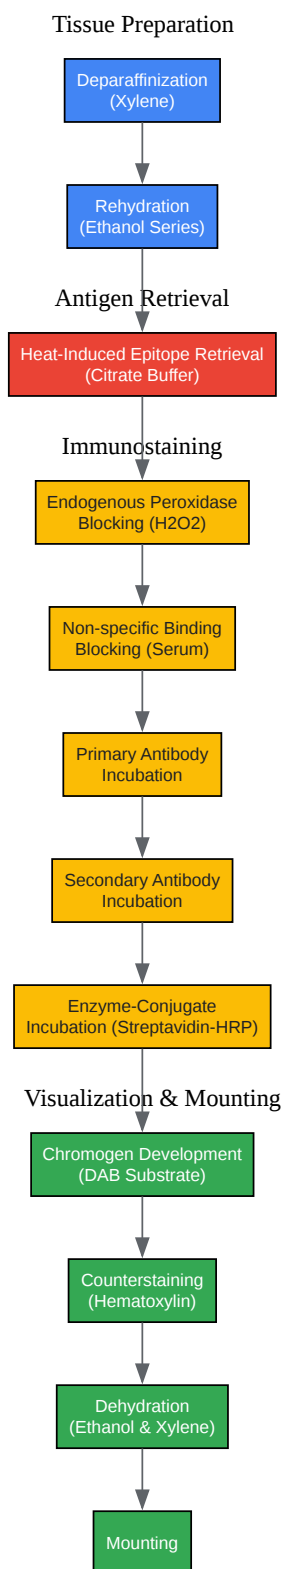 Tissue Preparation
Deparaffinization
(Xylene)
Rehydration
(Ethanol Series)
Antigen Retrieval
Heat-Induced Epitope Retrieval
(Citrate Buffer)
Immunostaining
Endogenous Peroxidase
Blocking (H2O2)
Non-specific Binding
Blocking (Serum)
Primary Antibody
Incubation
Secondary Antibody
Incubation
Enzyme-Conjugate
Incubation (Streptavidin-HRP)
Visualization & Mounting
Chromogen Development
(DAB Substrate)
Counterstaining
(Hematoxylin)
Dehydration
(Ethanol & Xylene)
Mounting